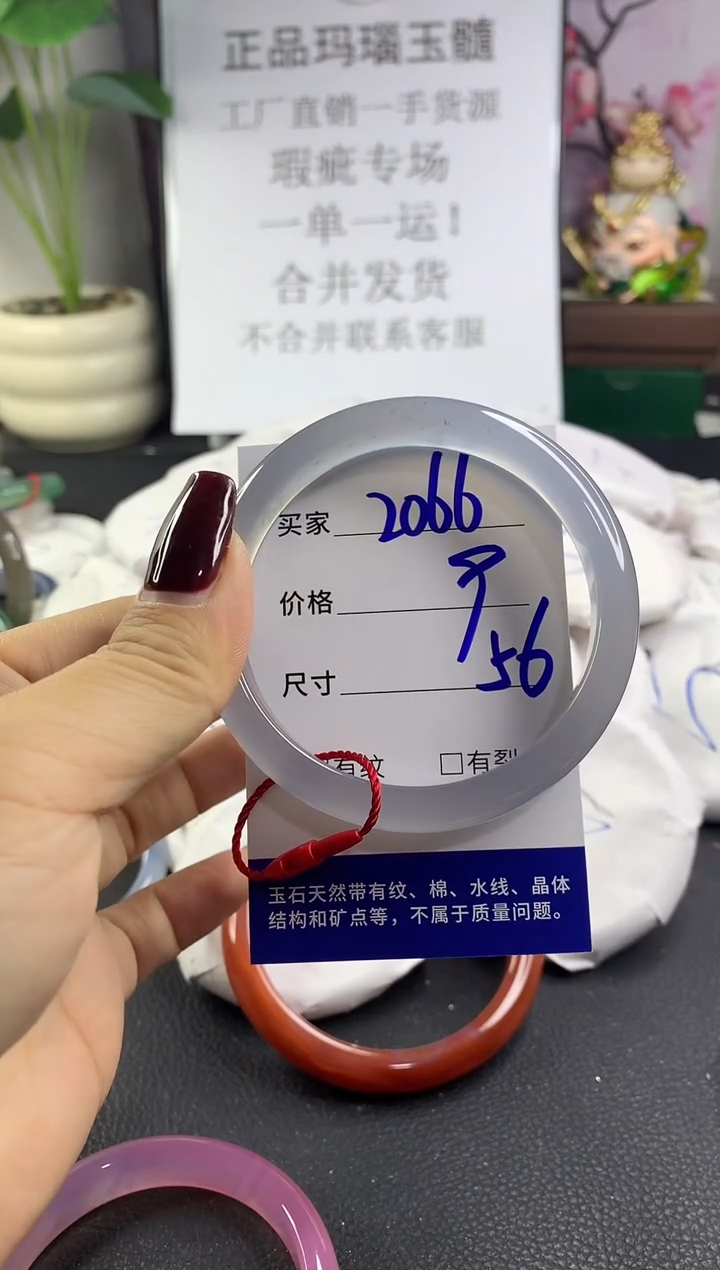 正品玛瑙玉髓
工厂直销一手货源
瑕疵专场
一单一运!
合并发货
不合并联系客服
买家 2066
价格
尺寸 56
有纹 □有裂
玉石天然带有纹、棉、水线、晶体
结构和矿点等，不属于质量问题。